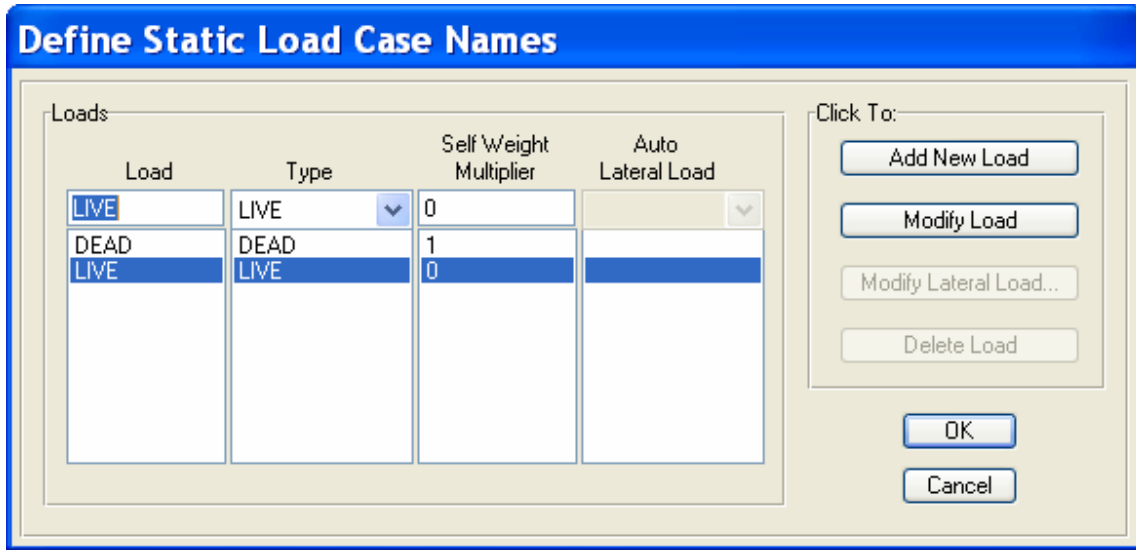 Define Static Load Case Names
Loads
Click To:
Load Type Self Weight Multiplier Auto Lateral Load
LIVE LIVE 0
DEAD DEAD 1
LIVE LIVE 0
Add New Load
Modify Load
Modify Lateral Load...
Delete Load
OK
Cancel